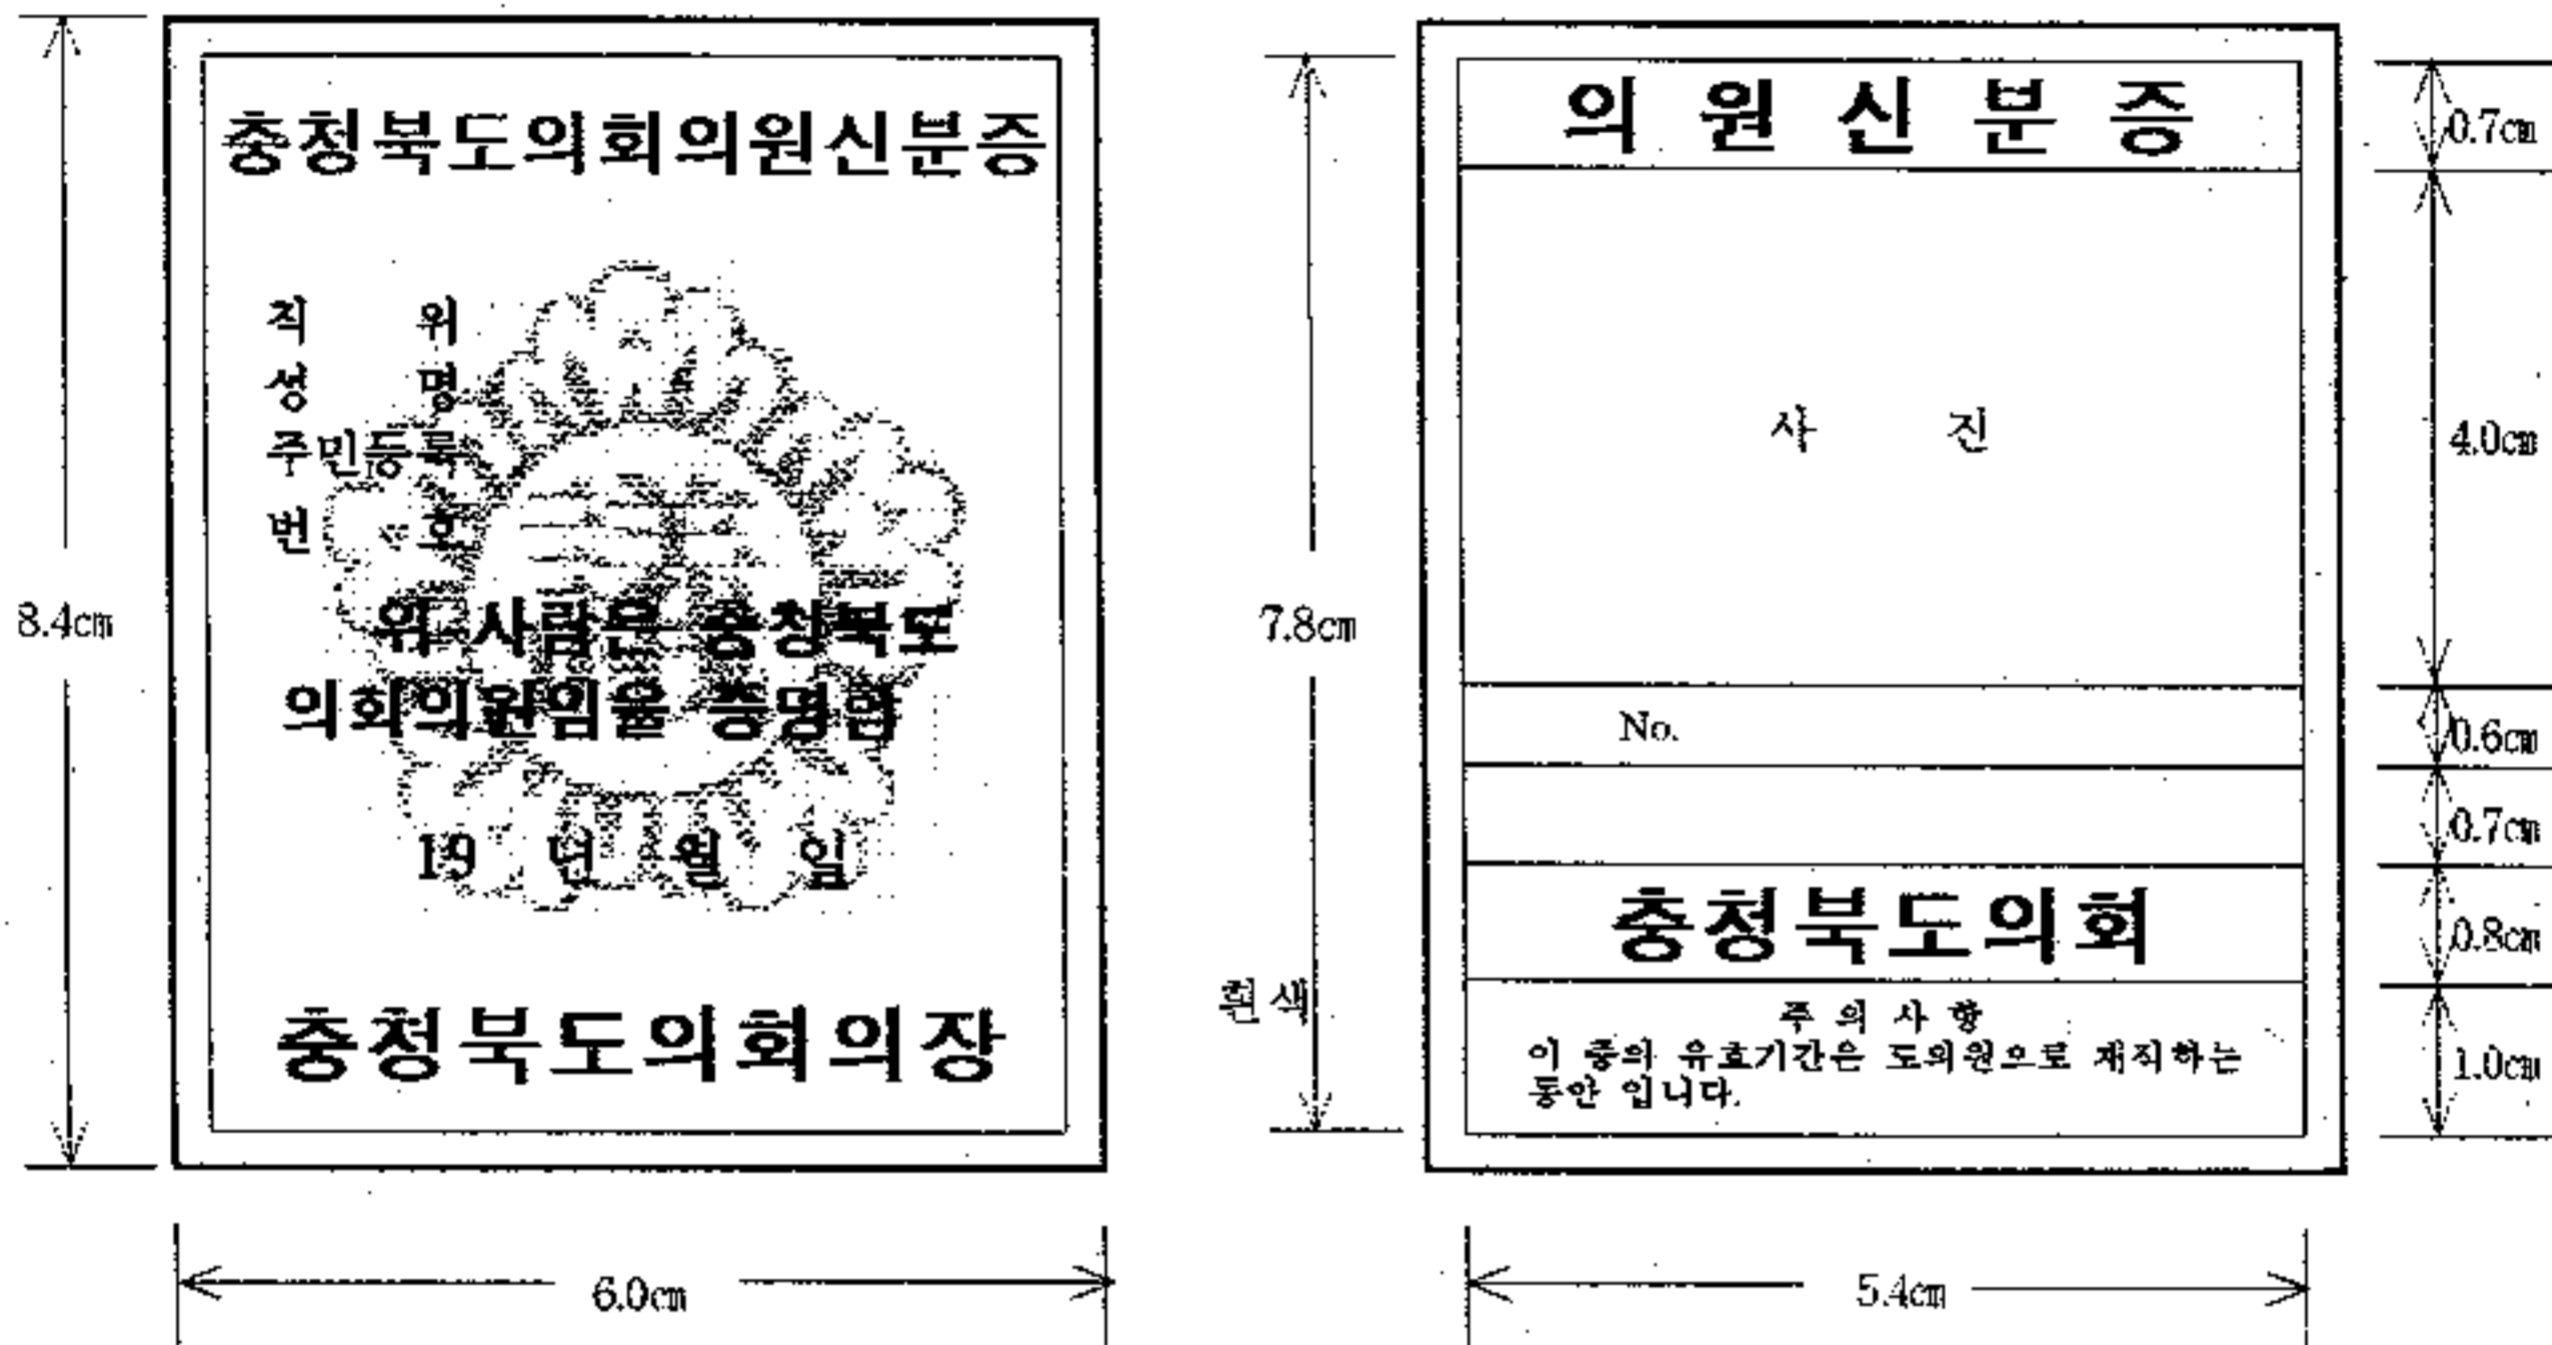 충청북도의회의원신분증
직 위
성 명
주민등록
번 호
위 사람은 충청북도
의회의원임을 증명함
19 년 월 일
충청북도의회의장
8.4cm
6.0cm
의 원 신 분 증
사 진
No.
충청북도의회
주 의 사 항
이 증의 유효기간은 도의원으로 재직하는
동안 입니다.
7.8cm
흰 색
5.4cm
0.7cm
4.0cm
0.6cm
0.7cm
0.8cm
1.0cm